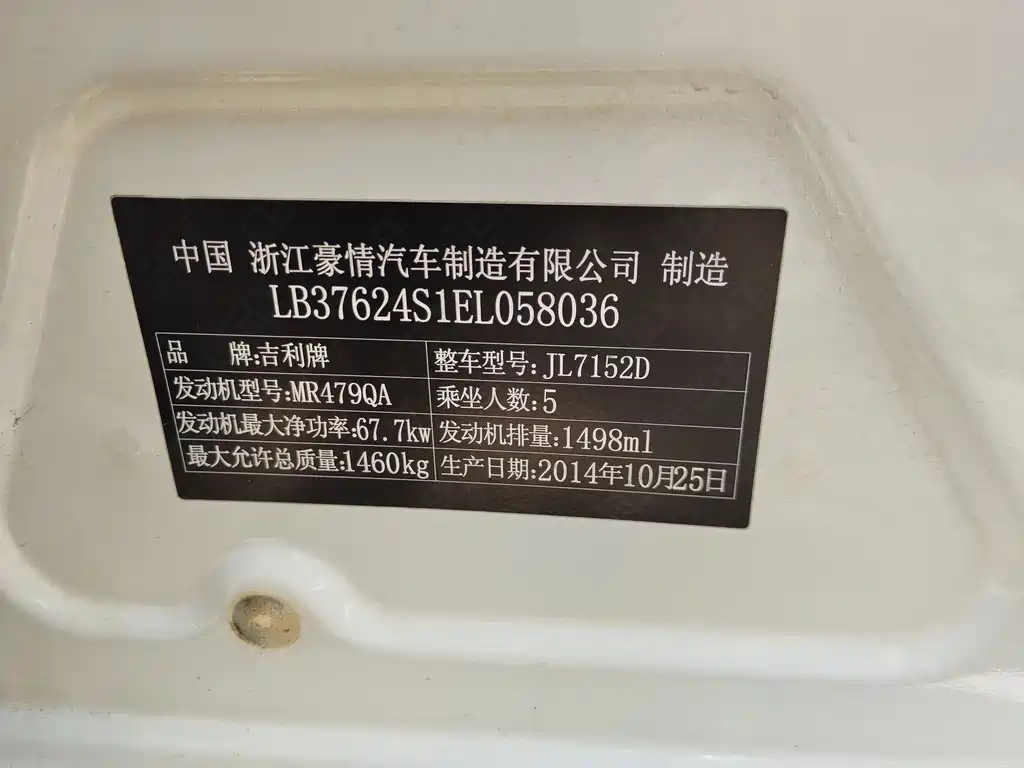 中国 浙江豪情汽车制造有限公司 制造
LB37624S1EL058036
品 牌:吉利牌 整车型号:JL7152D
发动机型号:MR479QA 乘坐人数:5
发动机最大净功率:67.7kw 发动机排量:1498ml
最大允许总质量:1460kg 生产日期:2014年10月25日